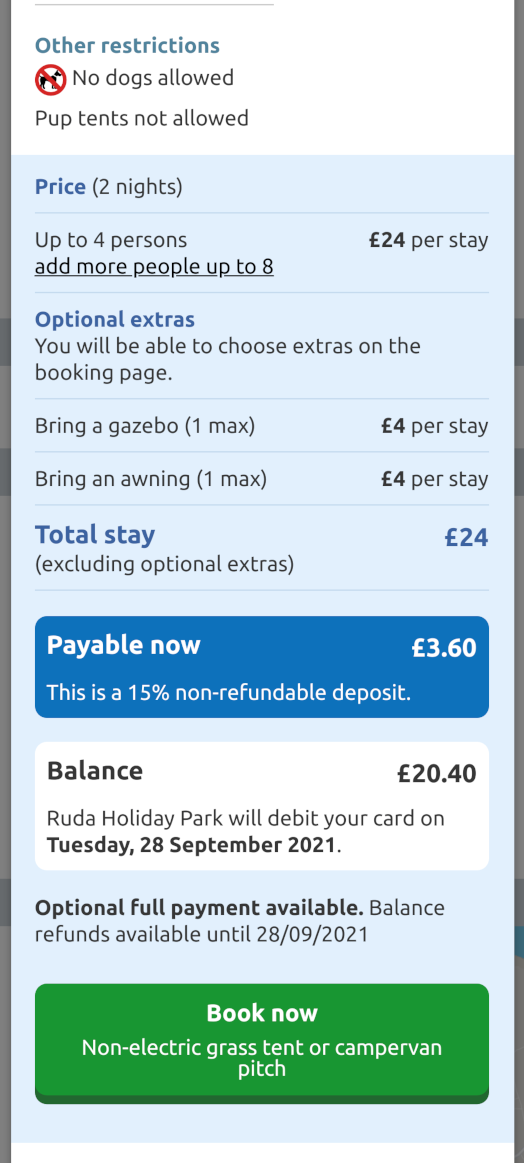 Other restrictions
No dogs allowed
Pup tents not allowed
Price (2 nights)
Up to 4 persons £24 per stay
add more people up to 8
Optional extras
You will be able to choose extras on the
booking page.
Bring a gazebo (1 max) £4 per stay
Bring an awning (1 max) £4 per stay
Total stay £24
(excluding optional extras)
Payable now £3.60
This is a 15% non-refundable deposit.
Balance £20.40
Ruda Holiday Park will debit your card on
Tuesday, 28 September 2021.
Optional full payment available. Balance
refunds available until 28/09/2021
Book now
Non-electric grass tent or campervan
pitch